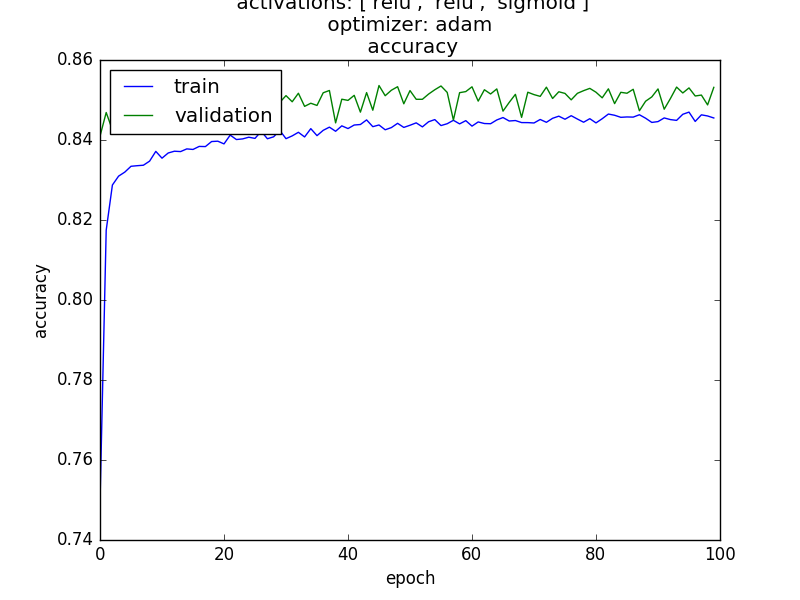 activations: ['relu', 'relu', 'sigmoid']
optimizer: adam
accuracy
0.86
train
validation
0.84
0.82
0.80
0.78
0.76
0.74
accuracy
0
20
40
60
80
100
epoch